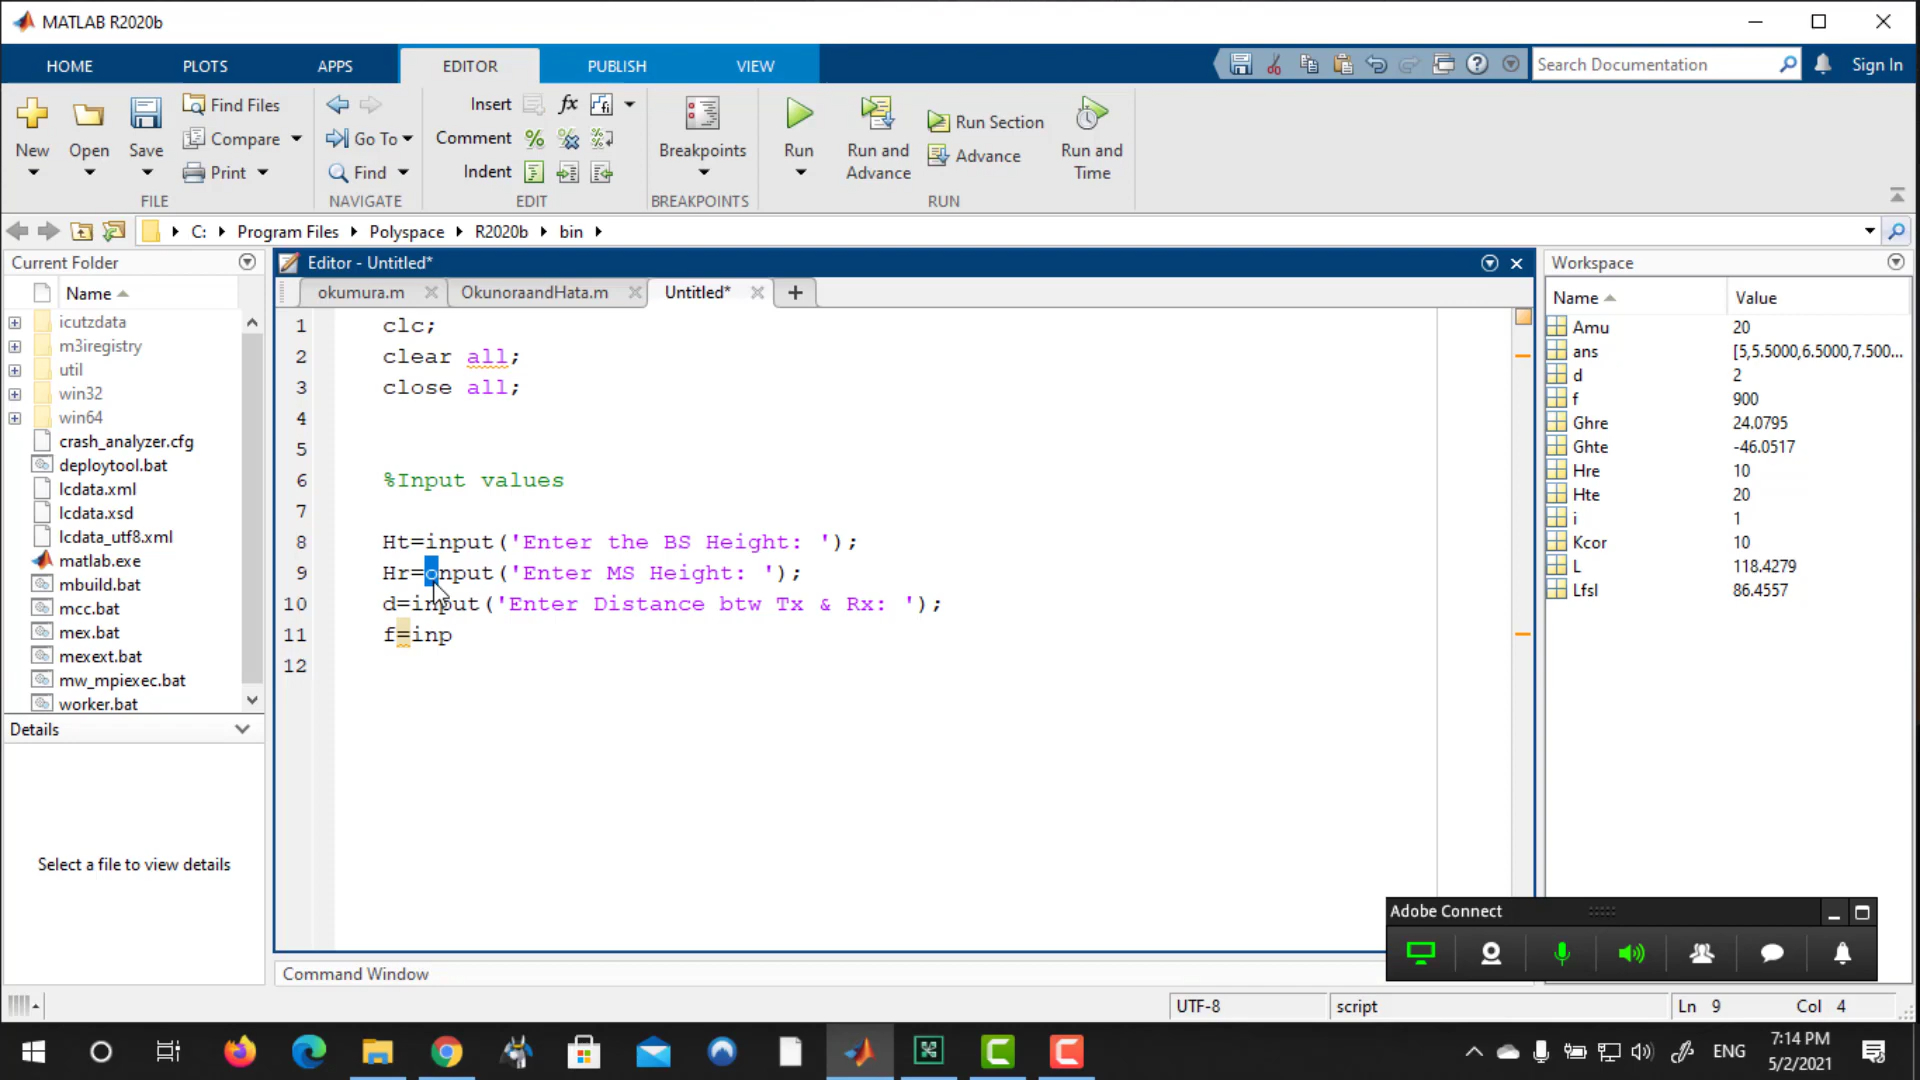 MATLAB R2020b
HOME PLOTS APPS EDITOR PUBLISH VIEW
Search Documentation
Sign In
New
Open
Save
Find Files
Compare
Print
FILE
Go To
Find
NAVIGATE
Insert
Comment
Indent
EDIT
Breakpoints
BREAKPOINTS
Run
Run and
Advance
Run Section
Advance
Run and
Time
RUN
C: Program Files Polyspace R2020b bin
Current Folder
Name
icutzdata
m3iregistry
util
win32
win64
crash_analyzer.cfg
deploytool.bat
lcdata.xml
lcdata.xsd
lcdata_utf8.xml
matlab.exe
mbuild.bat
mcc.bat
mex.bat
mexext.bat
mw_mpiexec.bat
worker.bat
Details
Select a file to view details
Editor - Untitled*
okumura.m OkunoraandHata.m Untitled*
1 clc;
2 clear all;
3 close all;
4
5
6 %Input values
7
8 Ht=input('Enter the BS Height: ');
9 Hr=onput('Enter MS Height: ');
10 d=input('Enter Distance btw Tx & Rx: ');
11 f=inp
12
Command Window
Workspace
Name Value
Amu 20
ans [5,5.5000,6.5000,7.500...
d 2
f 900
Ghre 24.0795
Ghte -46.0517
Hre 10
Hte 20
i 1
Kcor 10
L 118.4279
Lfsl 86.4557
Adobe Connect
UTF-8 script Ln 9 Col 4
ENG
7:14 PM
5/2/2021